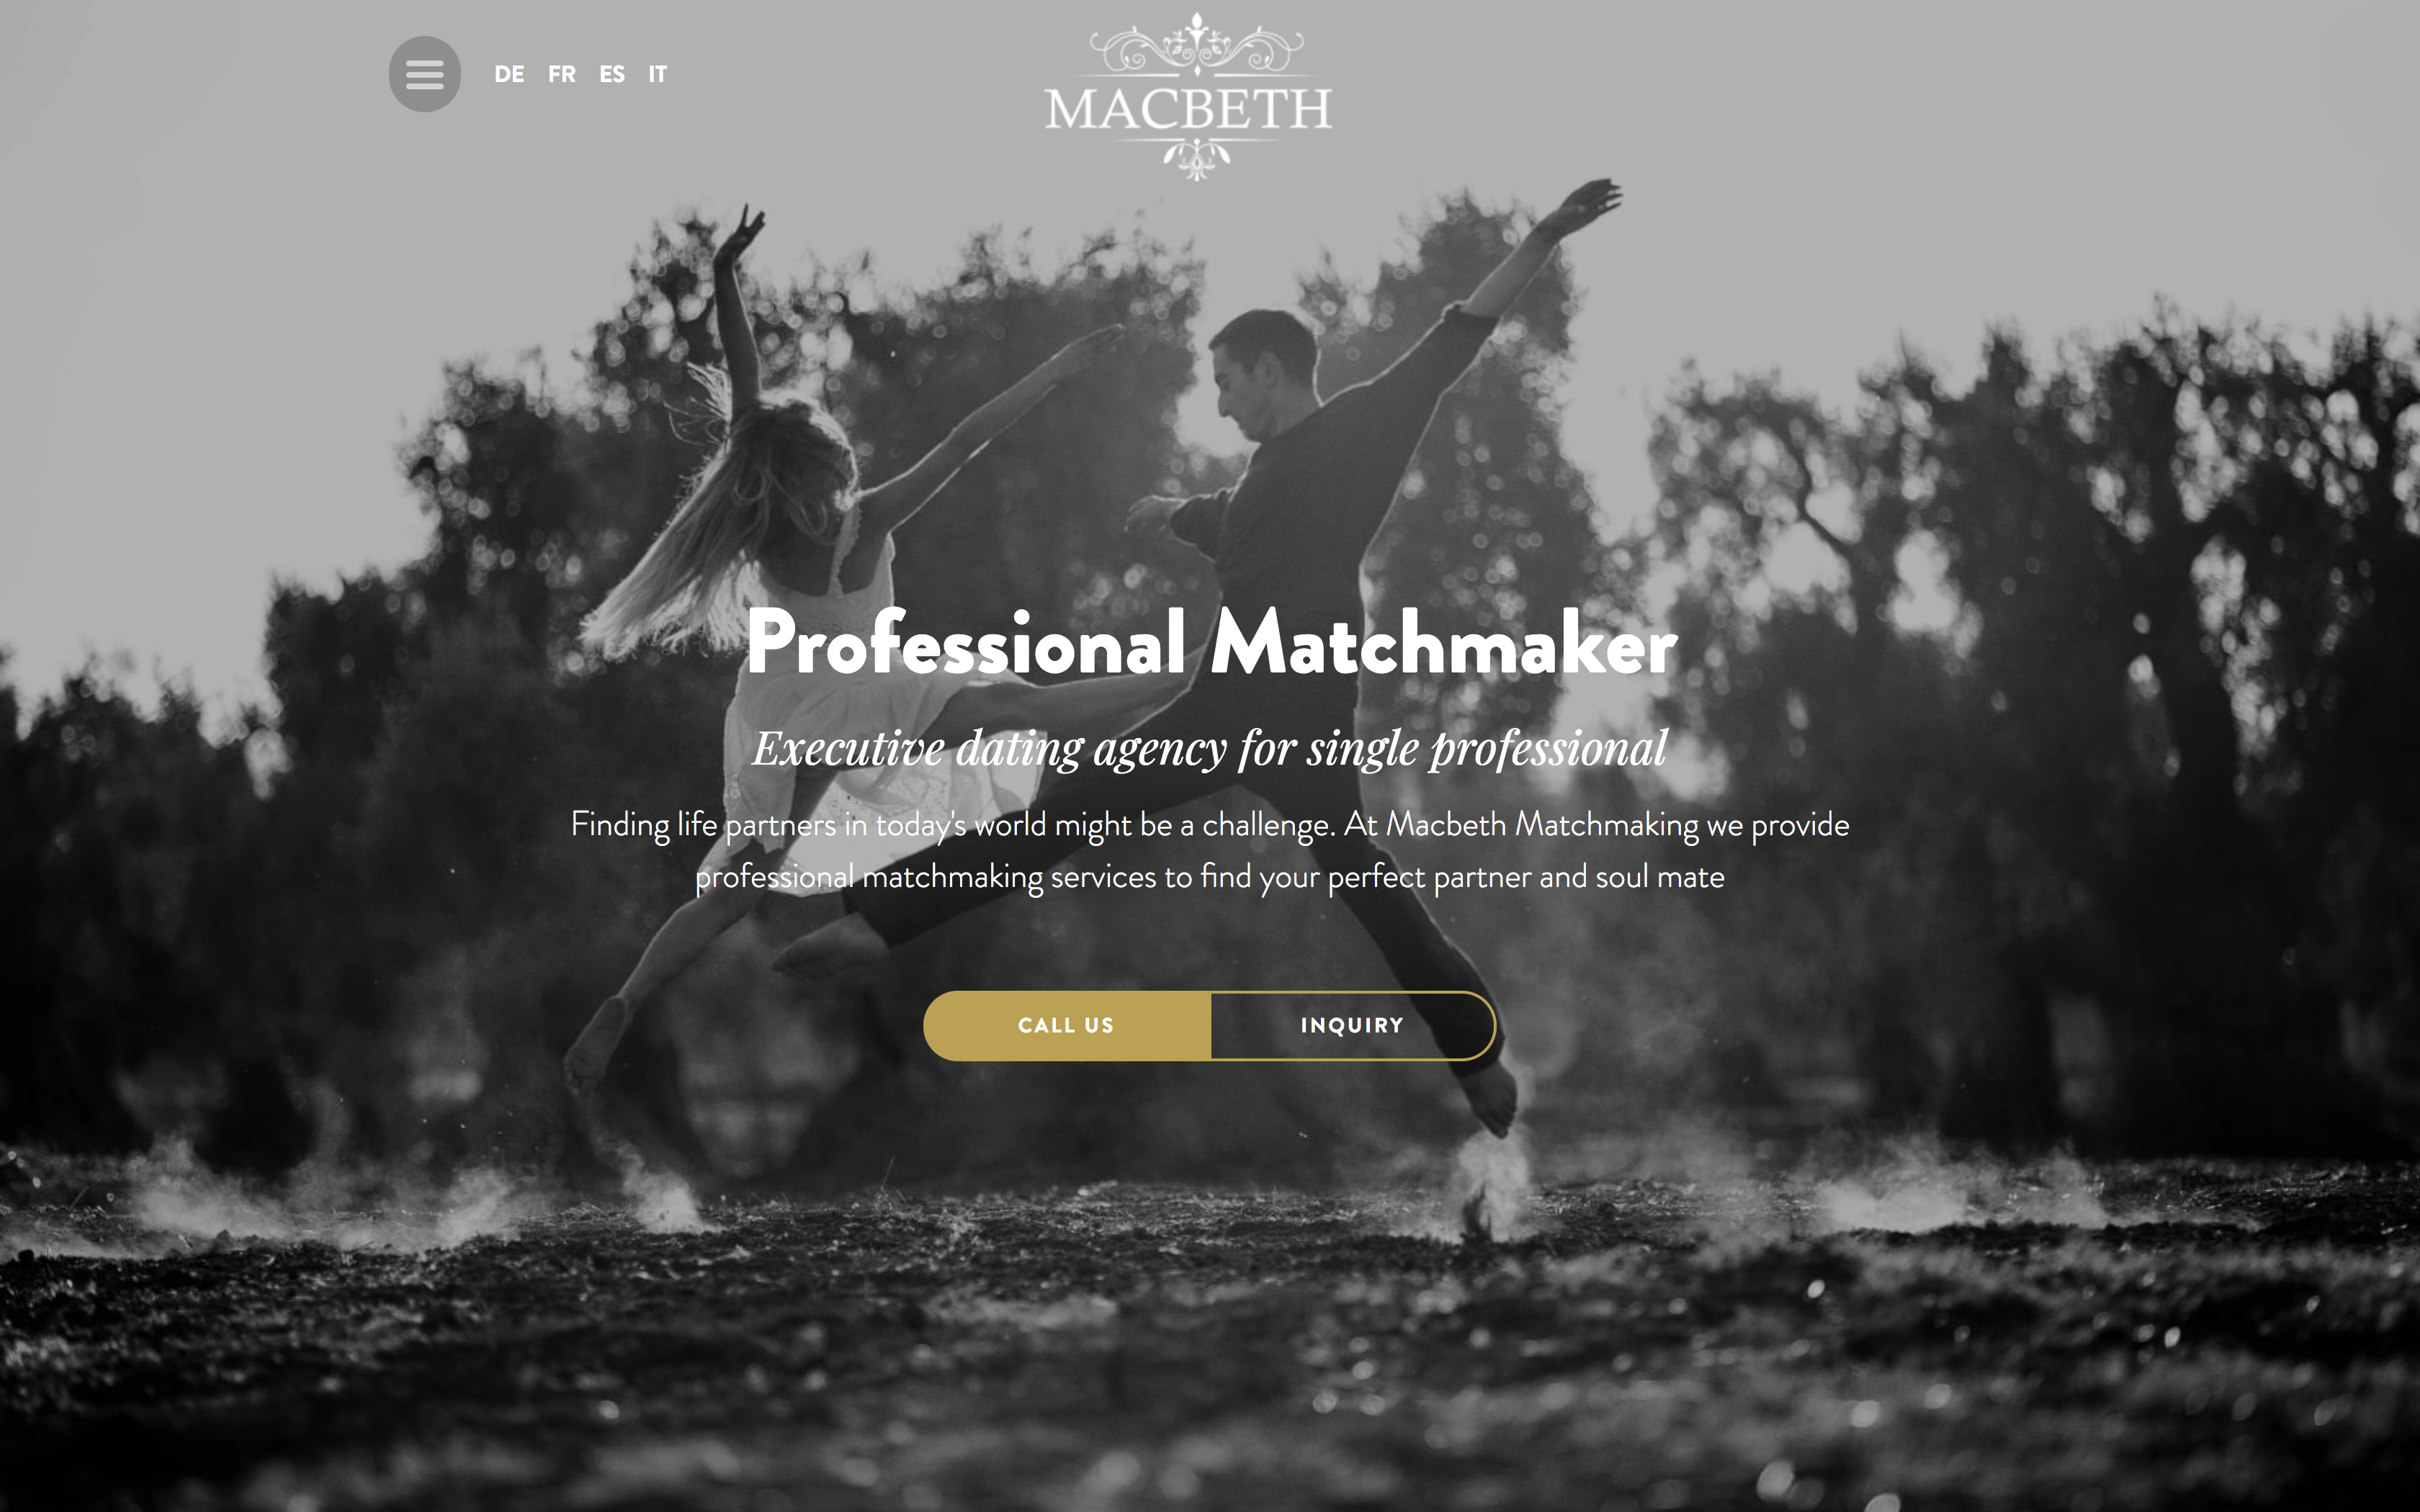 DE FR ES IT
MACBETH
Professional Matchmaker
Executive dating agency for single professional
Finding life partners in today's world might be a challenge. At Macbeth Matchmaking we provide
professional matchmaking services to find your perfect partner and soul mate
CALL US INQUIRY